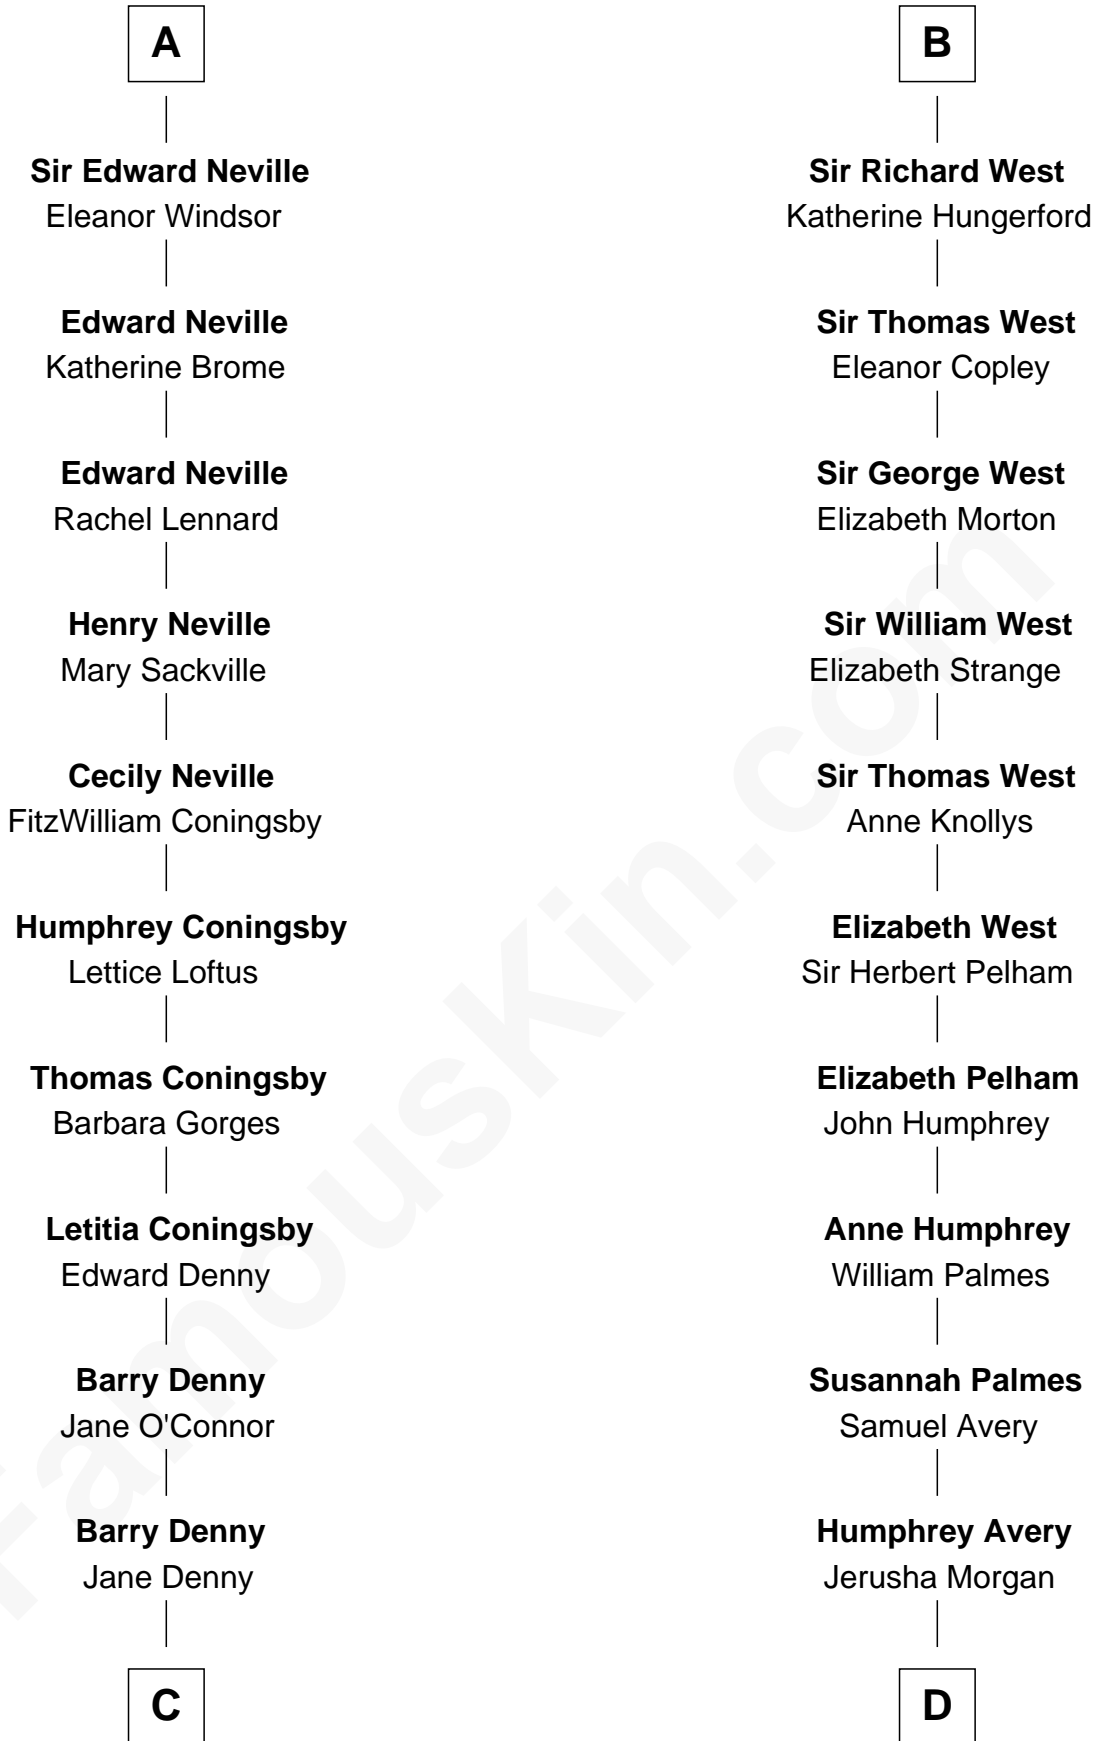 A
Sir Edward Neville
Eleanor Windsor
Edward Neville
Katherine Brome
Edward Neville
Rachel Lennard
Henry Neville
Mary Sackville
Cecily Neville
FitzWilliam Coningsby
Humphrey Coningsby
Lettice Loftus
Thomas Coningsby
Barbara Gorges
Letitia Coningsby
Edward Denny
Barry Denny
Jane O'Connor
Barry Denny
Jane Denny
C
B
Sir Richard West
Katherine Hungerford
Sir Thomas West
Eleanor Copley
Sir George West
Elizabeth Morton
Sir William West
Elizabeth Strange
Sir Thomas West
Anne Knollys
Elizabeth West
Sir Herbert Pelham
Elizabeth Pelham
John Humphrey
Anne Humphrey
William Palmes
Susannah Palmes
Samuel Avery
Humphrey Avery
Jerusha Morgan
D
FamousKin.com